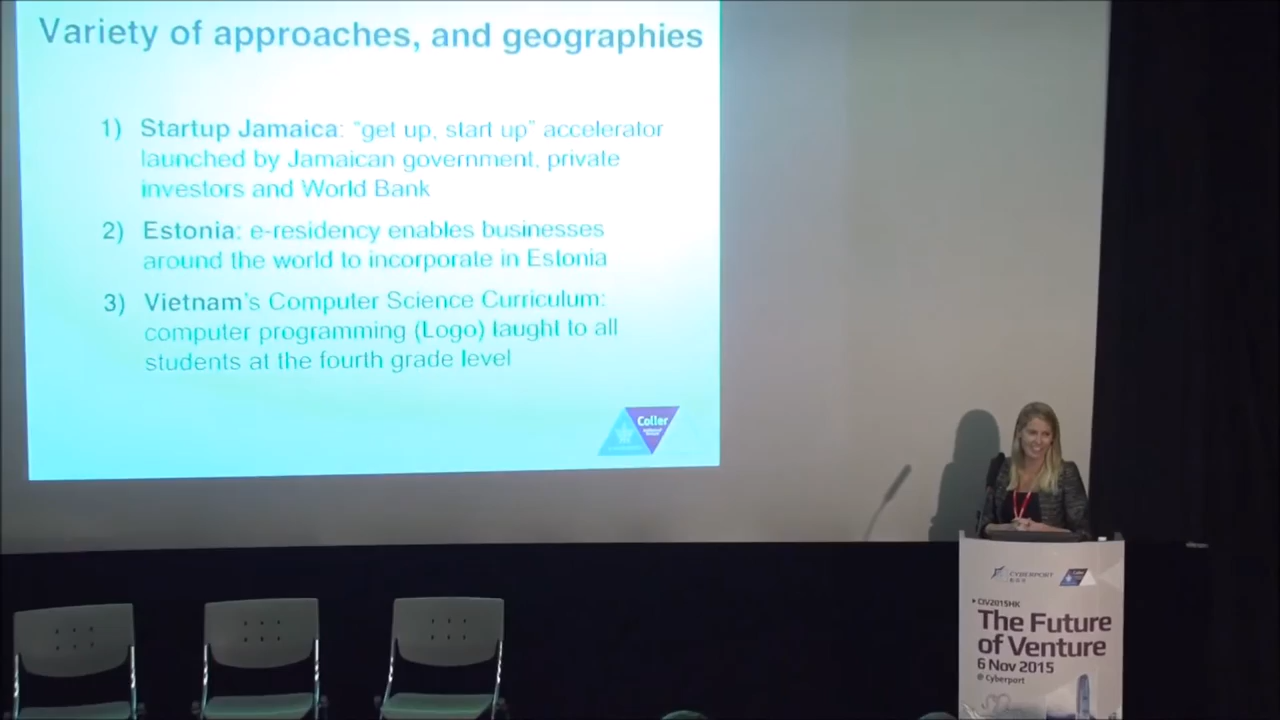 Variety of approaches, and geographies
1) Startup Jamaica: “get up, start up” accelerator
launched by Jamaican government, private
investors and World Bank
2) Estonia: e-residency enables businesses
around the world to incorporate in Estonia
3) Vietnam's Computer Science Curriculum:
computer programming (Logo) taught to all
students at the fourth grade level
Coller
CYBERPORT
CIV2015HK
The Future
of Venture
6 Nov 2015
@ Cyberport